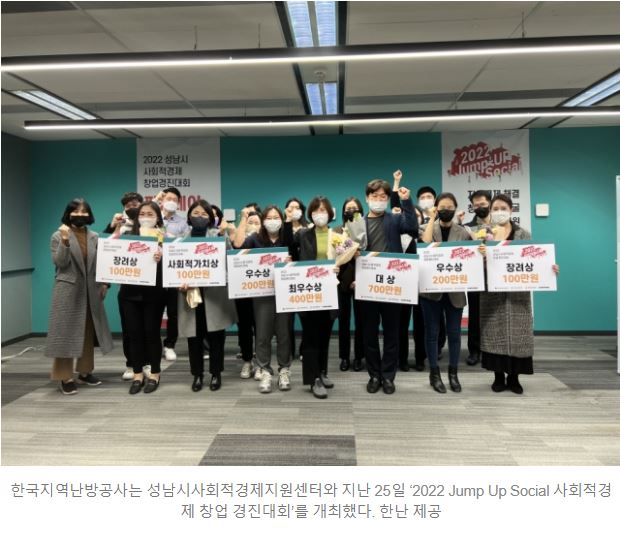 2022 성남시
사회적경제
창업경진대회
2022
Jump&UP
Social
장려상
100만원
사회적가치상
100만원
우수상
200만원
최우수상
400만원
대 상
700만원
우수상
200만원
장려상
100만원
한국지역난방공사는 성남시사회적경제지원센터와 지난 25일 ‘2022 Jump Up Social 사회적경
제 창업 경진대회’를 개최했다. 한난 제공